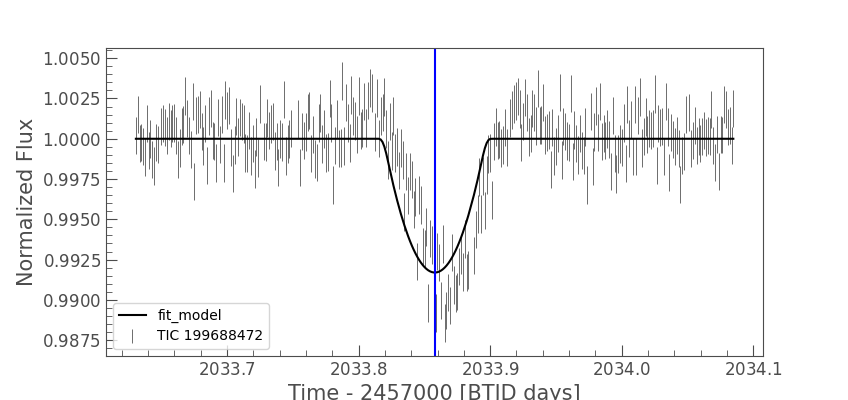 1.0050
1.0025
1.0000
0.9975
0.9950
0.9925
0.9900
0.9875
Normalized Flux
fit_model
TIC 199688472
2033.7 2033.8 2033.9 2034.0 2034.1
Time - 2457000 [BTJD days]